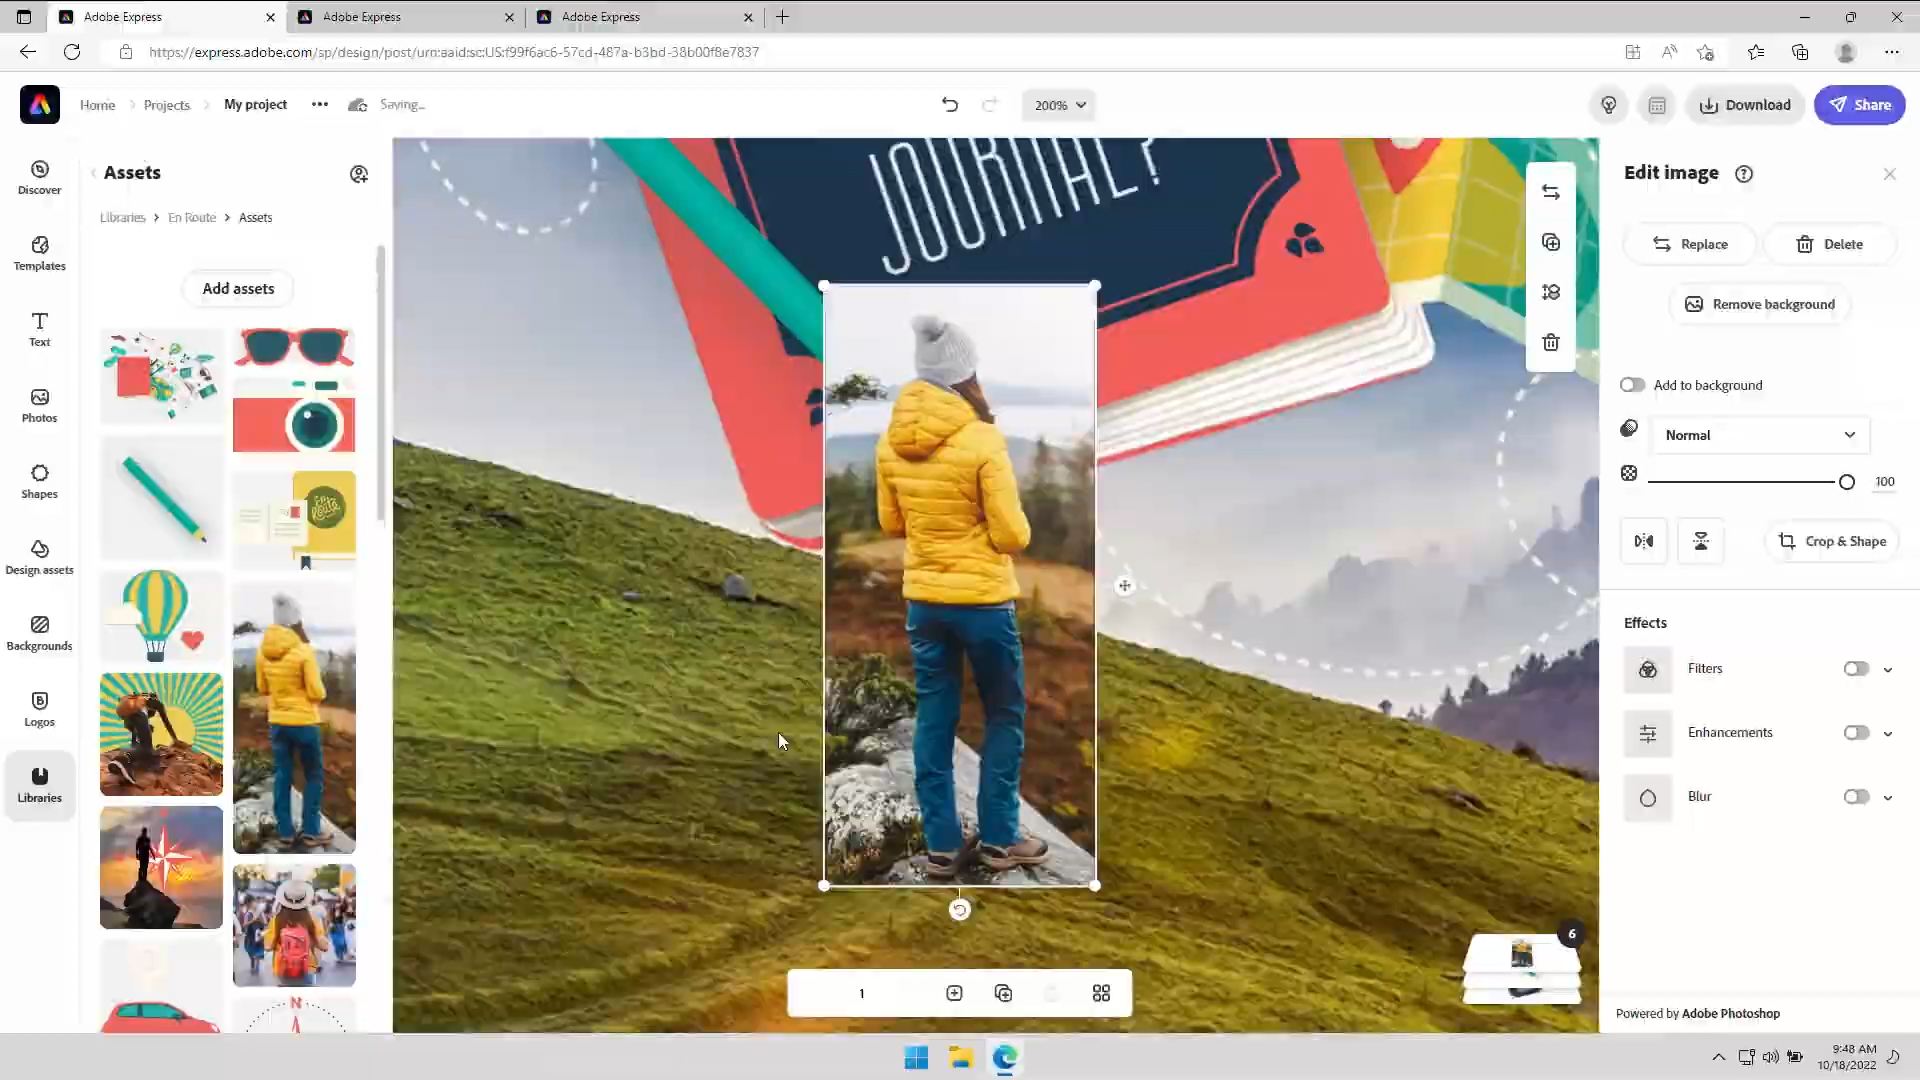 Adobe Express
Adobe Express
Adobe Express
https://express.adobe.com/sp/design/post/urn:aaid:sc:US:f99f6ac6-57cd-487a-b3bd-38b00f8e7837
Home
Projects
My project
Saving...
200%
Download
Share
Discover
Templates
Text
Photos
Shapes
Design assets
Backgrounds
Logos
Libraries
Assets
Libraries > En Route > Assets
Add assets
En Route
N
JOURNAL?
1
6
Edit image
Replace
Delete
Remove background
Add to background
Normal
100
Crop & Shape
Effects
Filters
Enhancements
Blur
Powered by Adobe Photoshop
9:48 AM
10/18/2022